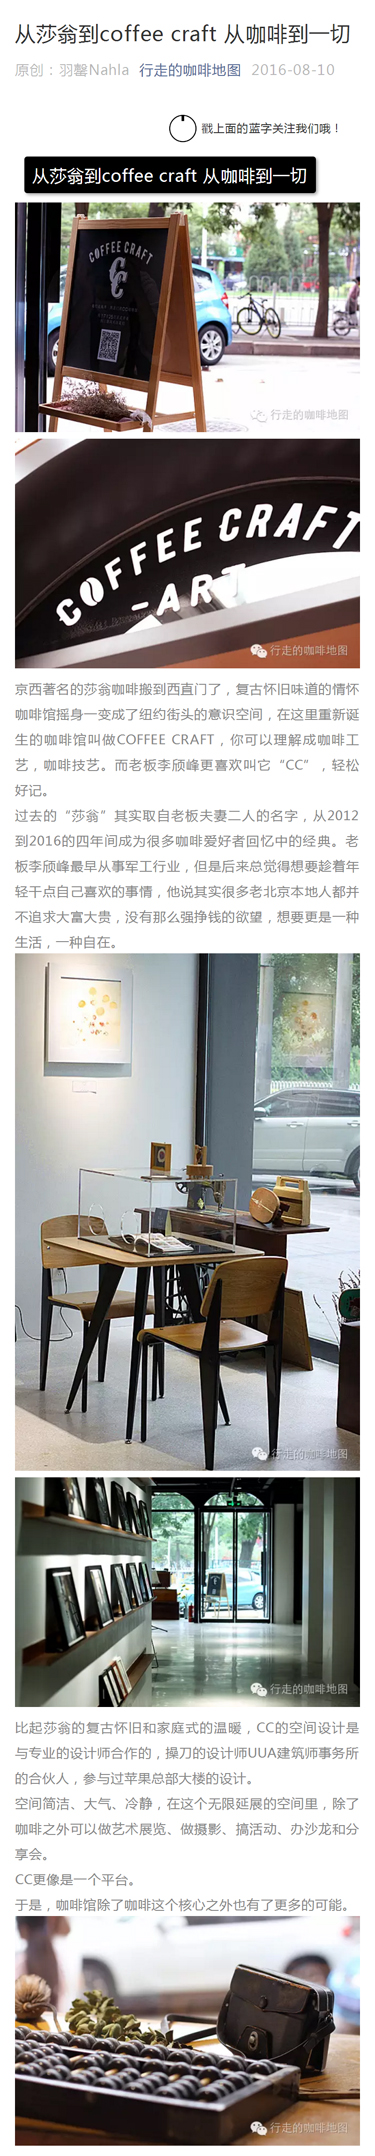 从莎翁到coffee craft 从咖啡到一切
原创：羽馨Nahla 行走的咖啡地图 2016-08-10
戳上面的蓝字关注我们哦！
从莎翁到coffee craft 从咖啡到一切
COFFEE CRAFT
CC
行走的咖啡地图
COFFEE CRAFT
-ART
行走的咖啡地图
京西著名的莎翁咖啡搬到西直门了，复古怀旧味道的情怀
咖啡馆摇身一变成了纽约街头的意识空间，在这里重新诞
生的咖啡馆叫做COFFEE CRAFT，你可以理解成咖啡工
艺，咖啡技艺。而老板李颀峰更喜欢叫它“CC”，轻松
好记。
过去的“莎翁”其实取自老板夫妻二人的名字，从2012
到2016的四年间成为很多咖啡爱好者回忆中的经典。老
板李颀峰最早从事军工行业，但是后来总觉得想要趁着年
轻干点自己喜欢的事情，他说其实很多老北京本地人都并
不追求大富大贵，没有那么强挣钱的欲望，想要更是一种
生活，一种自在。
行走的咖啡地图
行走的咖啡地图
比起莎翁的复古怀旧和家庭式的温暖，CC的空间设计是
与专业的设计师合作的，操刀的设计师UUA建筑师事务所
的合伙人，参与过苹果总部大楼的设计。
空间简洁、大气、冷静，在这个无限延展的空间里，除了
咖啡之外可以做艺术展览、做摄影、搞活动、办沙龙和分
享会。
CC更像是一个平台。
于是，咖啡馆除了咖啡这个核心之外也有了更多的可能。
行走的咖啡地图